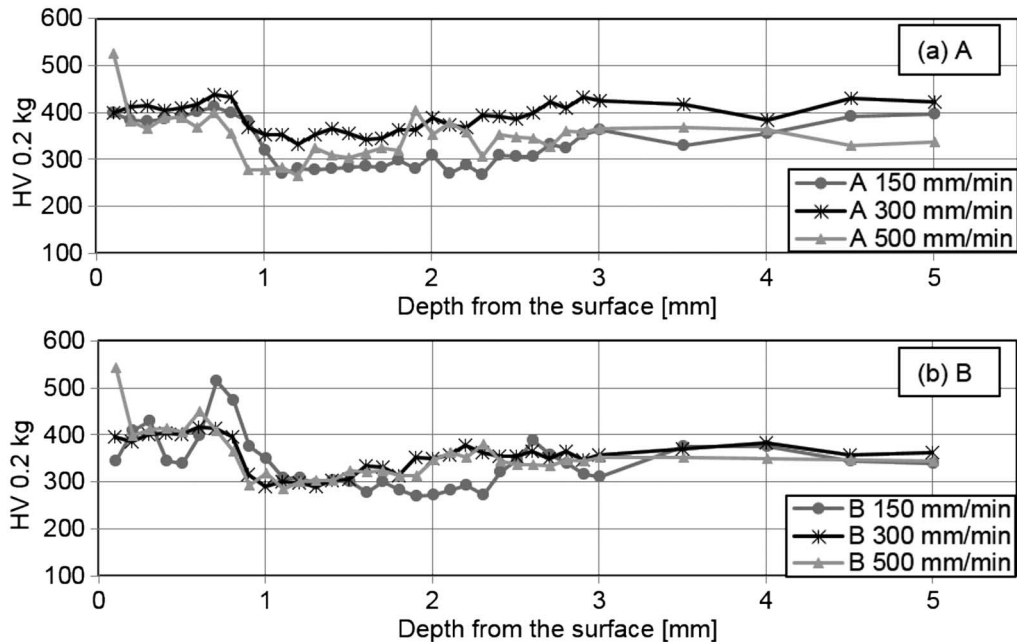 600
500
400
300
200
100
HV 0.2 kg
(a) A
A 150 mm/min
A 300 mm/min
A 500 mm/min
0 1 2 3 4 5
Depth from the surface [mm]
600
500
400
300
200
100
HV 0.2 kg
(b) B
B 150 mm/min
B 300 mm/min
B 500 mm/min
0 1 2 3 4 5
Depth from the surface [mm]